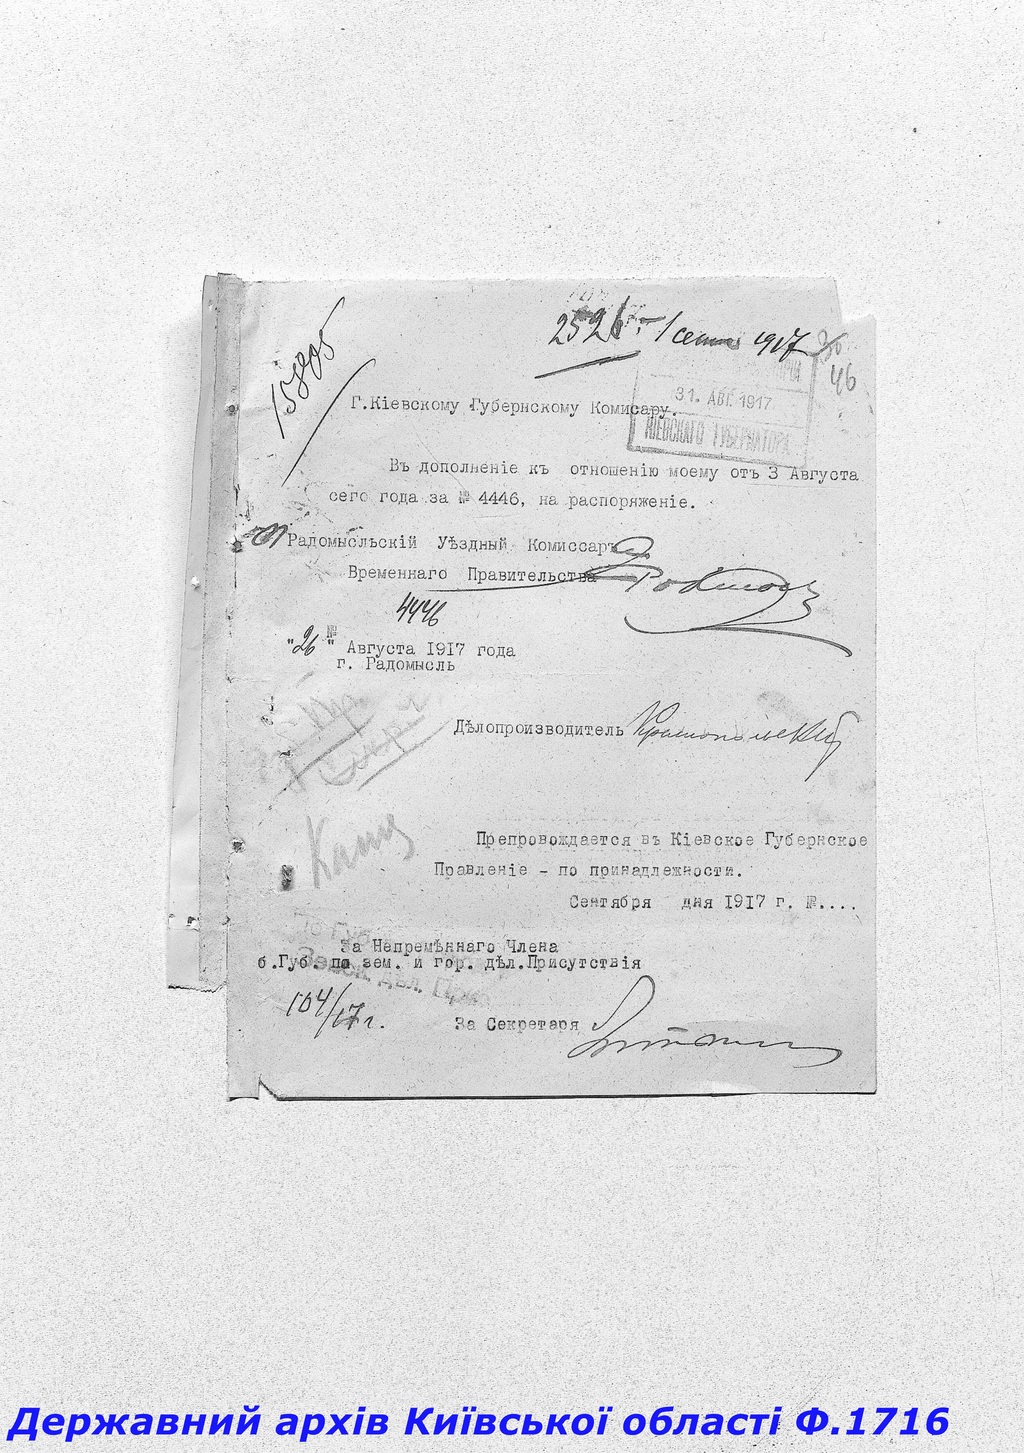 2526. 1 сент 1917
46
15805
31. АВГ. 1917
КІЕВСКАГО ГУБЕРНАТОРА
Г.Кіевскому Губернскому Комисару.
Въ дополненіе къ отношенію моему отъ 3 Августа
сего года за № 4446, на распоряженіе.
Радомысльскій Уѣздный Комиссаръ
Временнаго Правительства
4446
№
"26" Августа 1917 года
г. Радомысль
Дѣлопроизводитель
Препровождается въ Кіевское Губернское
Правленіе - по принадлежности.
Сентября дня 1917 г. №....
За Непремѣннаго Члена
б.Губ. по зем. и гор. дѣл.Присутствія
104/17 г.
За Секретаря
Державний архів Київської області Ф.1716